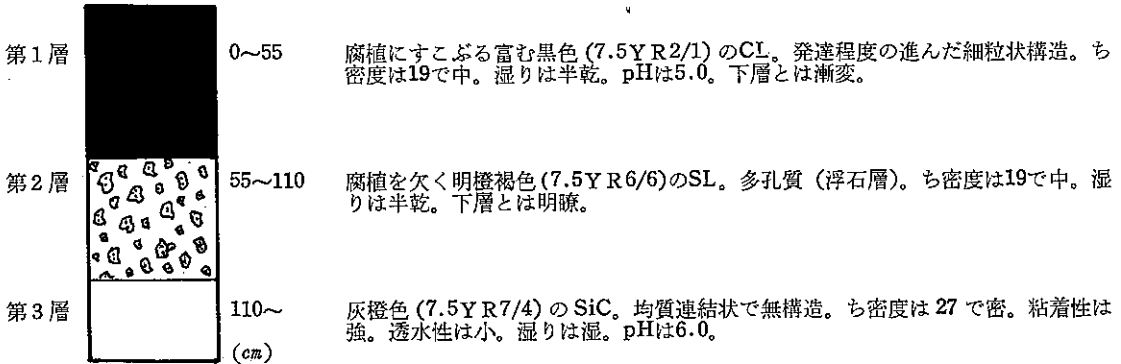 第1層 0～55 腐植にすこぶる富む黒色 (7.5YR2/1) のCL。発達程度の進んだ細粒状構造。ち
密度は19で中。湿りは半乾。pHは5.0。下層とは漸変。
第2層 55～110 腐植を欠く明橙褐色 (7.5YR6/6)のSL。多孔質（浮石層）。ち密度は19で中。湿
りは半乾。下層とは明瞭。
第3層 110～ 灰橙色 (7.5YR7/4) の SiC。均質連結状で無構造。ち密度は 27 で密。粘着性は
強。透水性は小。湿りは湿。pHは6.0。
(cm)